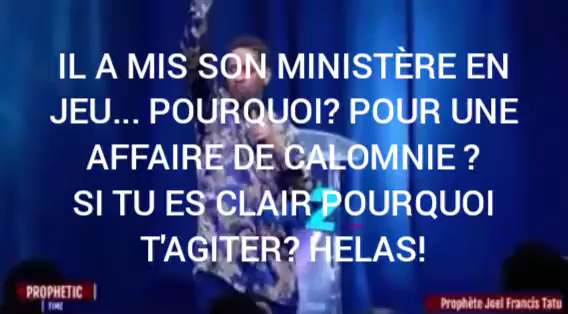 IL A MIS SON MINISTÈRE EN
JEU... POURQUOI? POUR UNE
AFFAIRE DE CALOMNIE ?
SI TU ES CLAIR POURQUOI
T'AGITER? HELAS!
2
PROPHETIC
TIME
Prophète Joel Francis Tatu